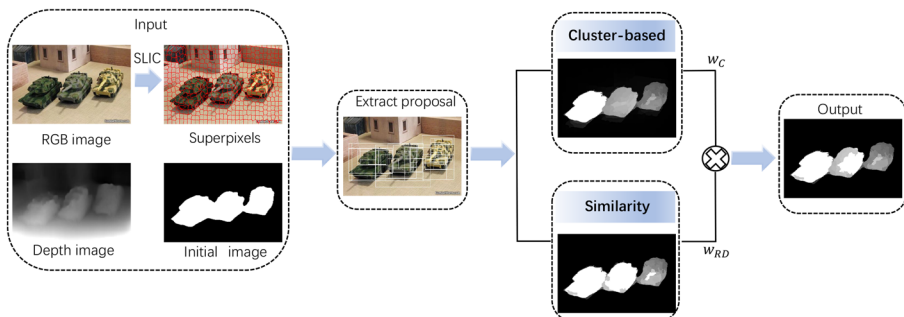 Input
SLIC
RGB image
Superpixels
Depth image
Initial image
Extract proposal
Cluster-based
Similarity
w_C
w_RD
Output